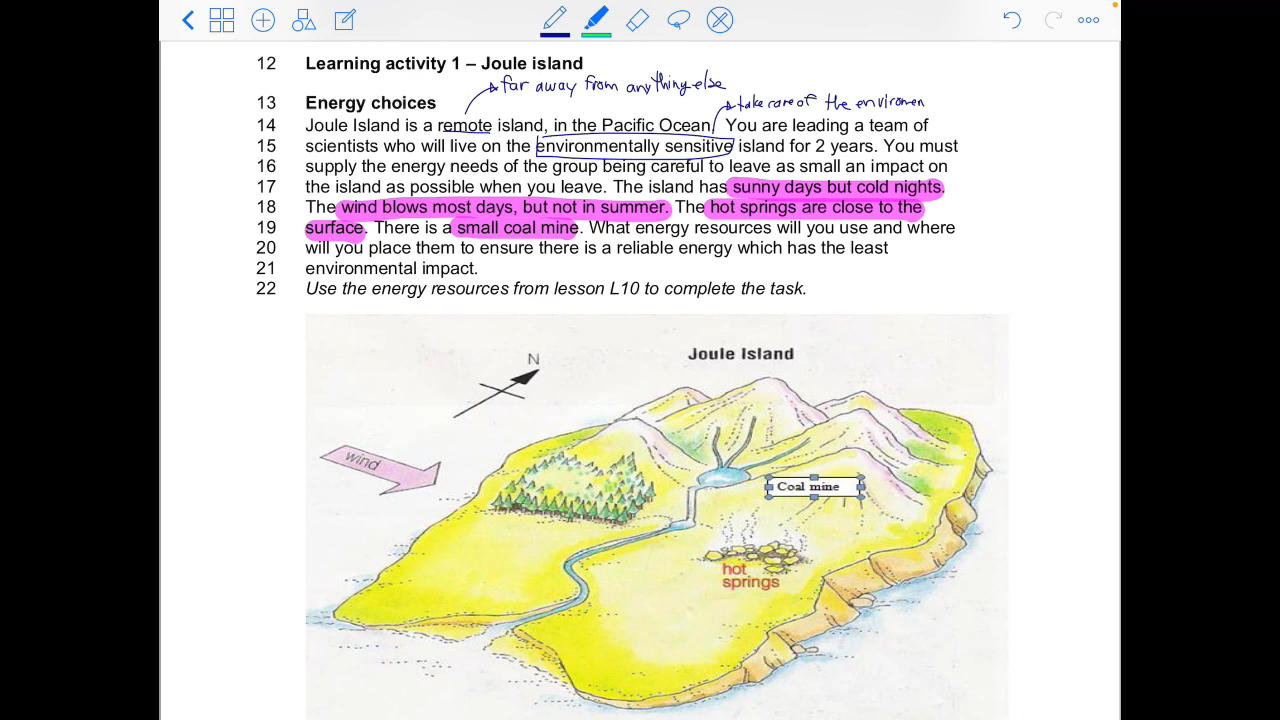 12 Learning activity 1 – Joule island
far away from anything else
13 Energy choices
take care of the environ
14 Joule Island is a remote island, in the Pacific Ocean. You are leading a team of
15 scientists who will live on the environmentally sensitive island for 2 years. You must
16 supply the energy needs of the group being careful to leave as small an impact on
17 the island as possible when you leave. The island has sunny days but cold nights.
18 The wind blows most days, but not in summer. The hot springs are close to the
19 surface. There is a small coal mine. What energy resources will you use and where
20 will you place them to ensure there is a reliable energy which has the least
21 environmental impact.
22 Use the energy resources from lesson L10 to complete the task.
Joule Island
N
wind
Coal mine
hot
springs